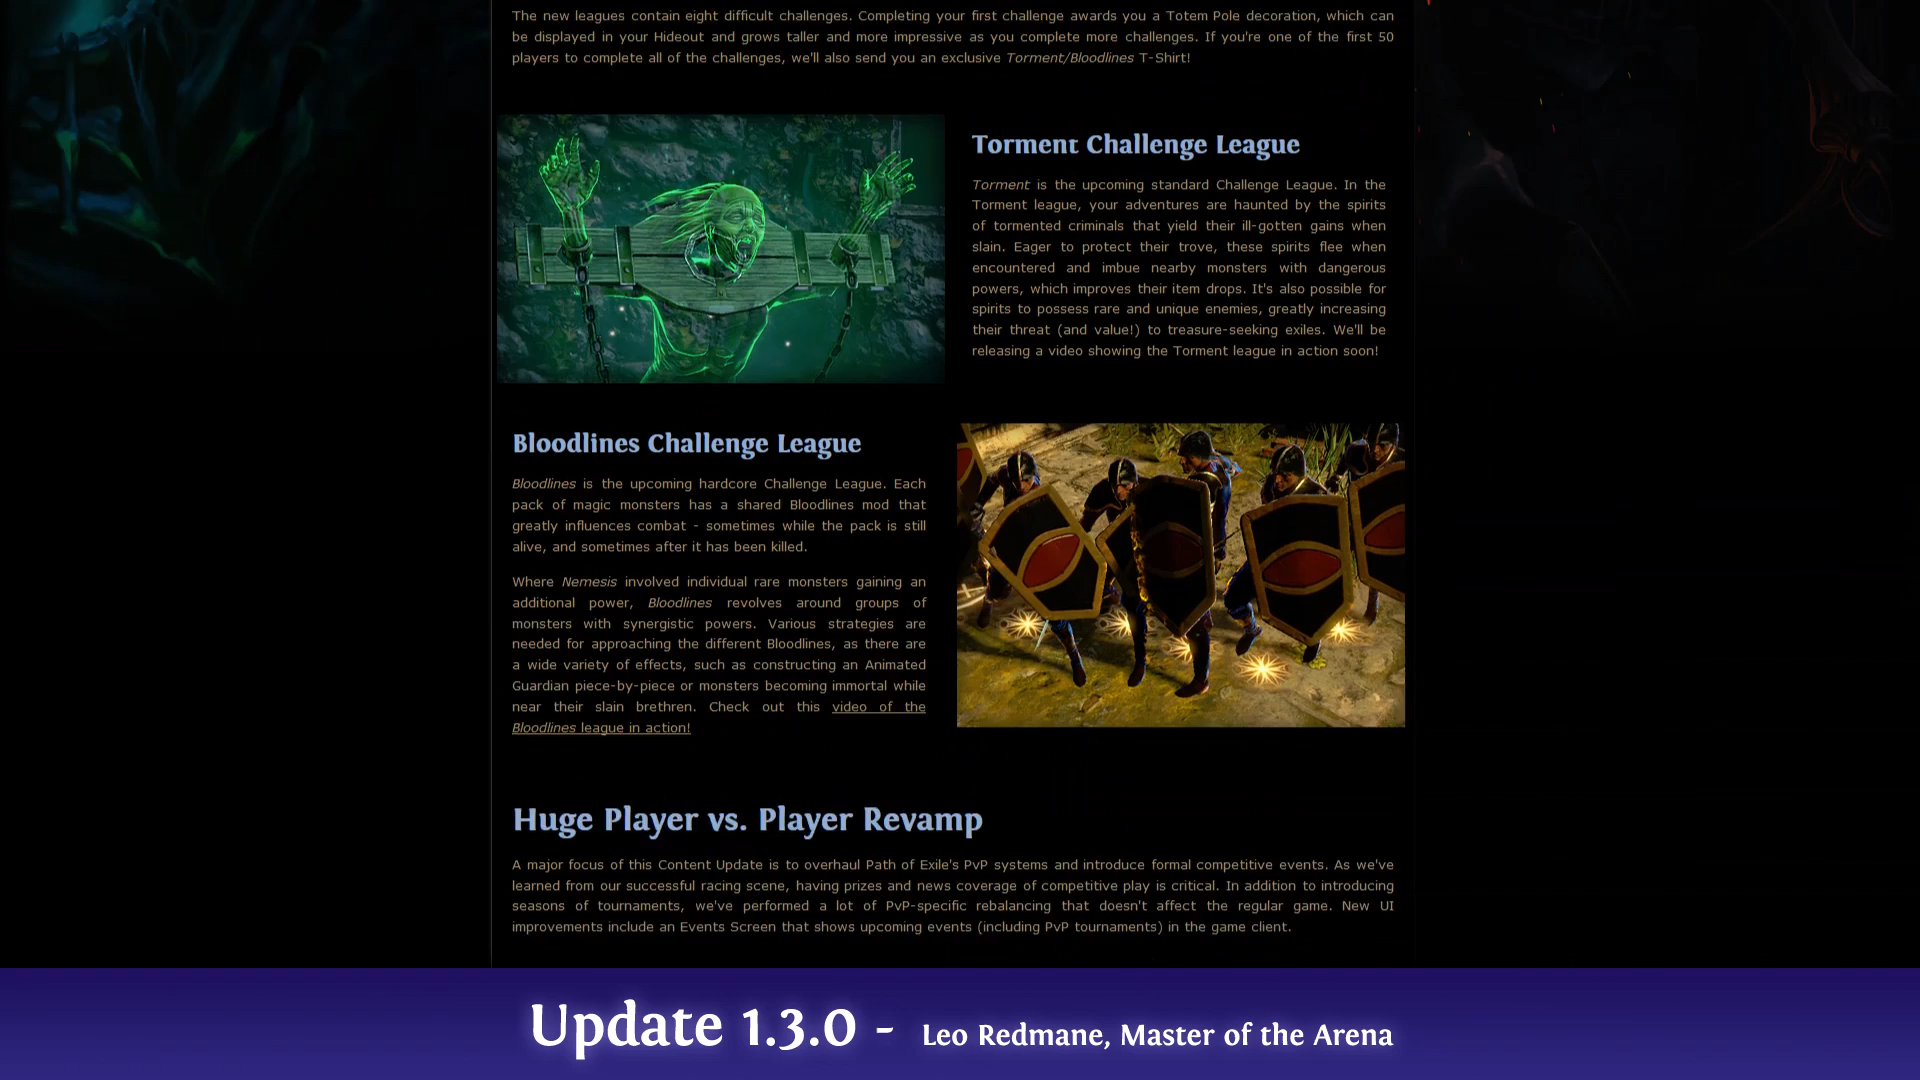 The new leagues contain eight difficult challenges. Completing your first challenge awards you a Totem Pole decoration, which can
be displayed in your Hideout and grows taller and more impressive as you complete more challenges. If you're one of the first 50
players to complete all of the challenges, we'll also send you an exclusive Torment/Bloodlines T-Shirt!
Torment Challenge League
Torment is the upcoming standard Challenge League. In the
Torment league, your adventures are haunted by the spirits
of tormented criminals that yield their ill-gotten gains when
slain. Eager to protect their trove, these spirits flee when
encountered and imbue nearby monsters with dangerous
powers, which improves their item drops. It's also possible for
spirits to possess rare and unique enemies, greatly increasing
their threat (and value!) to treasure-seeking exiles. We'll be
releasing a video showing the Torment league in action soon!
Bloodlines Challenge League
Bloodlines is the upcoming hardcore Challenge League. Each
pack of magic monsters has a shared Bloodlines mod that
greatly influences combat - sometimes while the pack is still
alive, and sometimes after it has been killed.
Where Nemesis involved individual rare monsters gaining an
additional power, Bloodlines revolves around groups of
monsters with synergistic powers. Various strategies are
needed for approaching the different Bloodlines, as there are
a wide variety of effects, such as constructing an Animated
Guardian piece-by-piece or monsters becoming immortal while
near their slain brethren. Check out this video of the
Bloodlines league in action!
Huge Player vs. Player Revamp
A major focus of this Content Update is to overhaul Path of Exile's PvP systems and introduce formal competitive events. As we've
learned from our successful racing scene, having prizes and news coverage of competitive play is critical. In addition to introducing
seasons of tournaments, we've performed a lot of PvP-specific rebalancing that doesn't affect the regular game. New UI
improvements include an Events Screen that shows upcoming events (including PvP tournaments) in the game client.
Update 1.3.0 - Leo Redmane, Master of the Arena